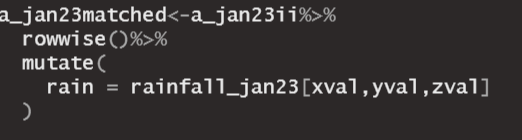 a_jan23matched<-a_jan23ii%>%
  rowwise()%>%
  mutate(
    rain = rainfall_jan23[xval,yval,zval]
  )